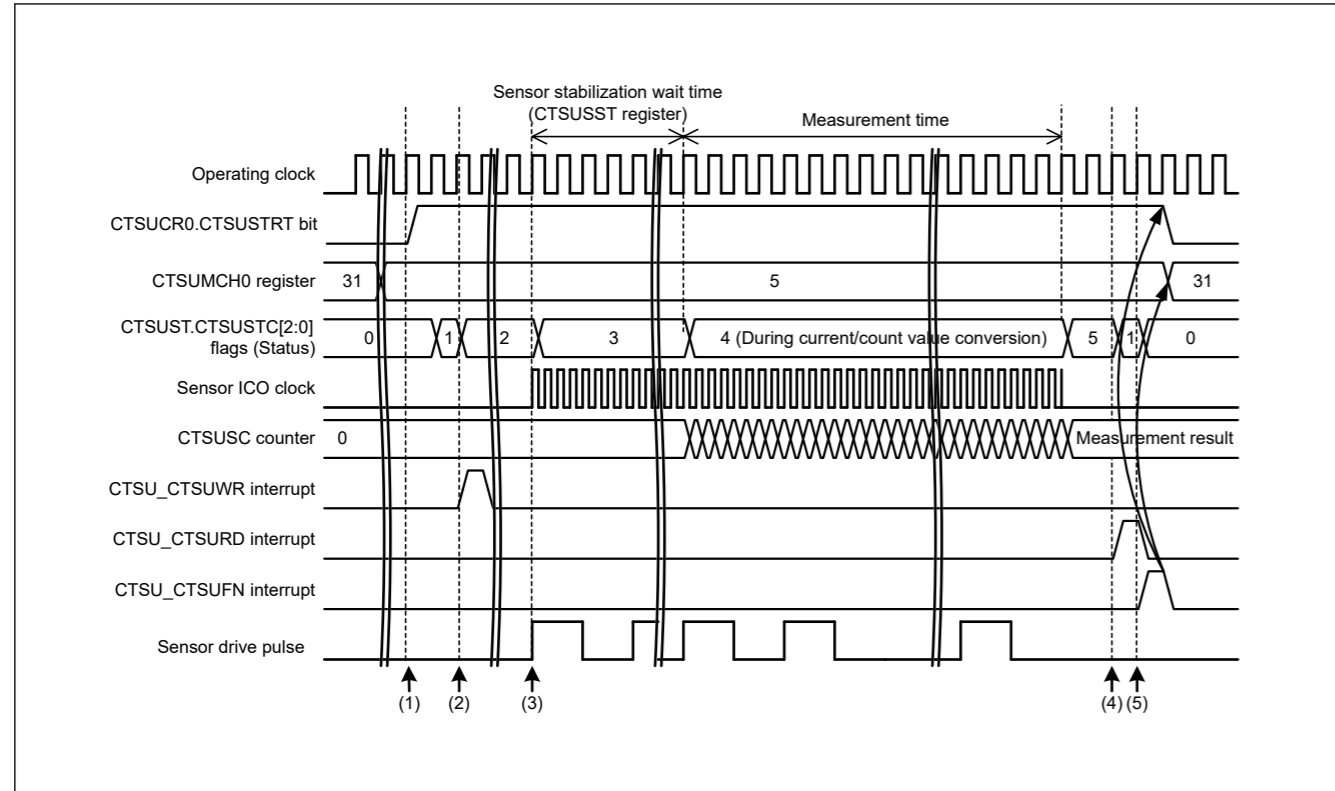 Sensor stabilization wait time
(CTSUSST register)
Measurement time
Operating clock
CTSUCR0.CTSUSTRT bit
CTSUMCH0 register
31
5
31
CTSUST.CTSUSTC[2:0]
flags (Status)
0
1
2
3
4 (During current/count value conversion)
5
1
0
Sensor ICO clock
CTSUSC counter
0
Measurement result
CTSU_CTSUWR interrupt
CTSU_CTSURD interrupt
CTSU_CTSUFN interrupt
Sensor drive pulse
(1)
(2)
(3)
(4)
(5)